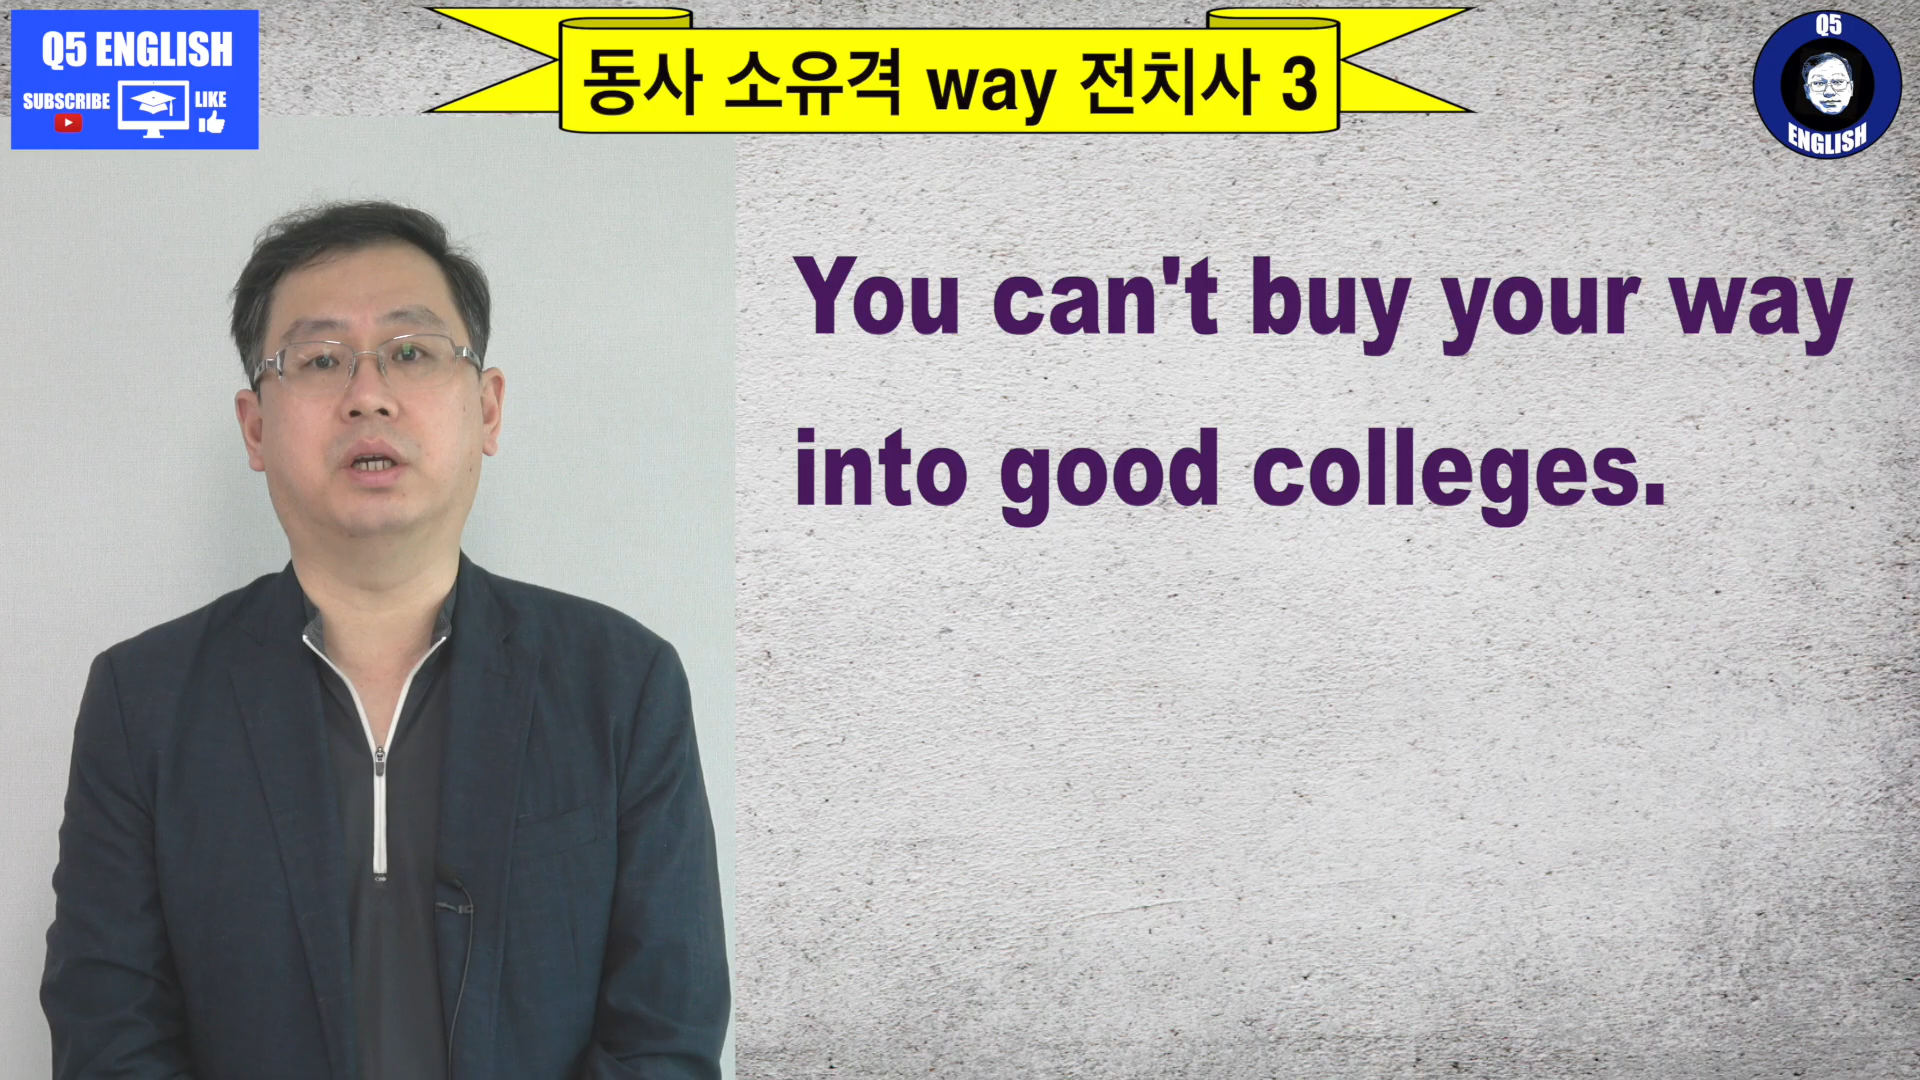 Q5 ENGLISH
SUBSCRIBE
LIKE
동사 소유격 way 전치사 3
Q5
ENGLISH
You can't buy your way
into good colleges.